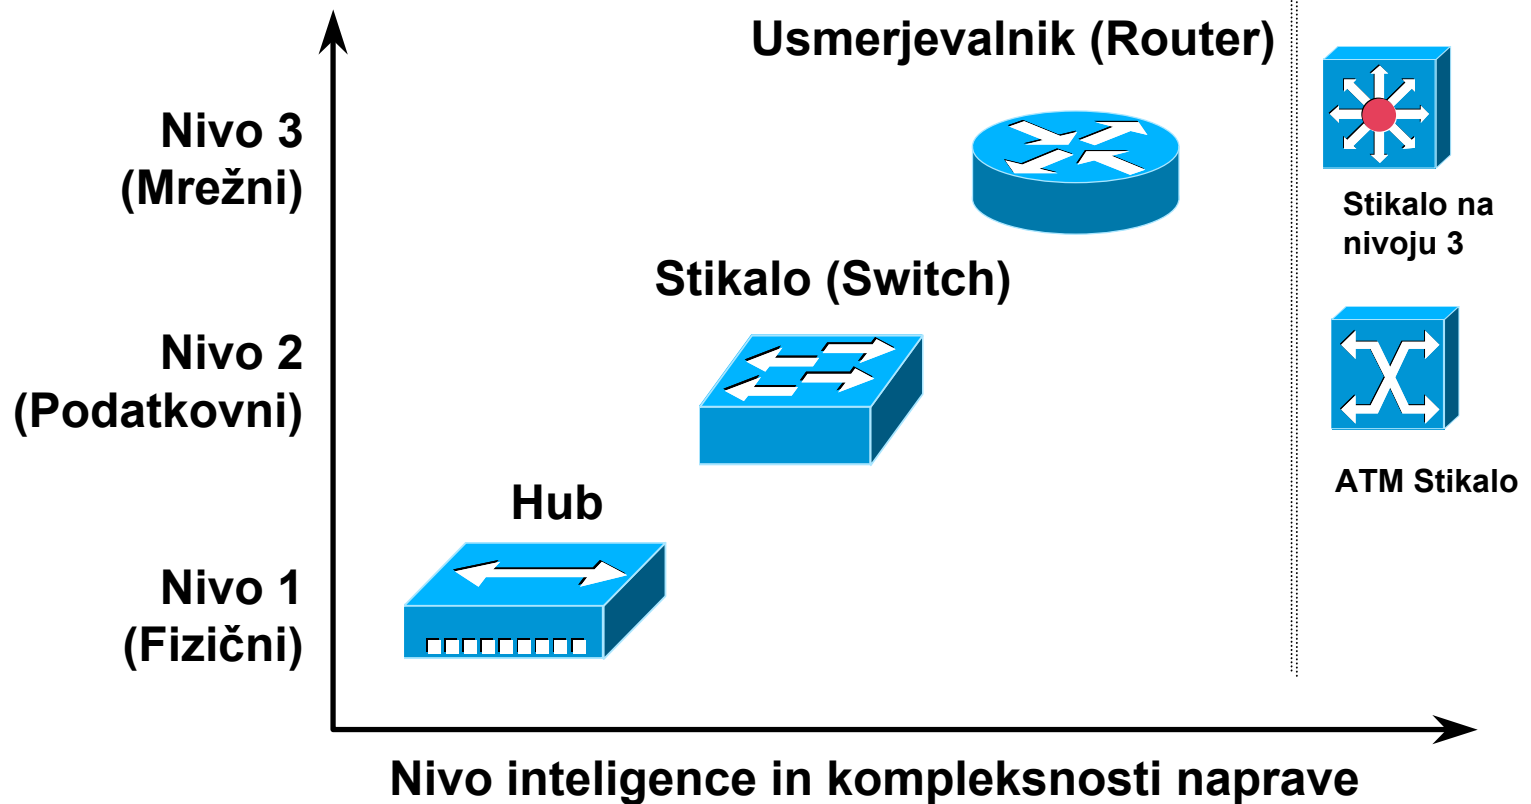 Usmerjevalnik (Router)
Nivo 3
(Mrežni)
Stikalo na
nivoju 3
Stikalo (Switch)
Nivo 2
(Podatkovni)
ATM Stikalo
Hub
Nivo 1
(Fizični)
Nivo inteligence in kompleksnosti naprave